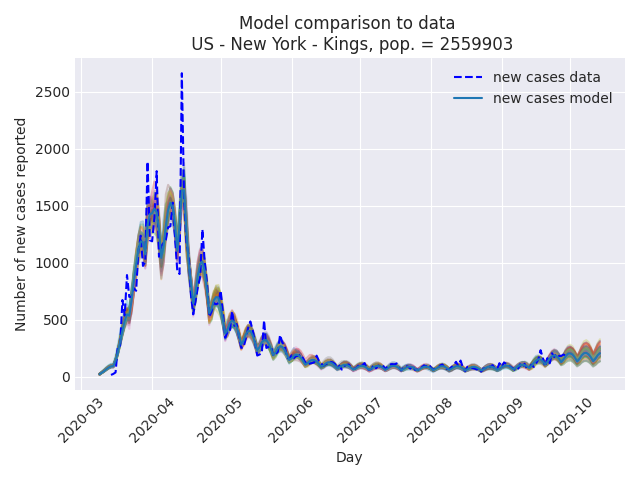 Model comparison to data
US - New York - Kings, pop. = 2559903
new cases data
new cases model
Number of new cases reported
2500
2000
1500
1000
500
0
2020-03
2020-04
2020-05
2020-06
2020-07
2020-08
2020-09
2020-10
Day